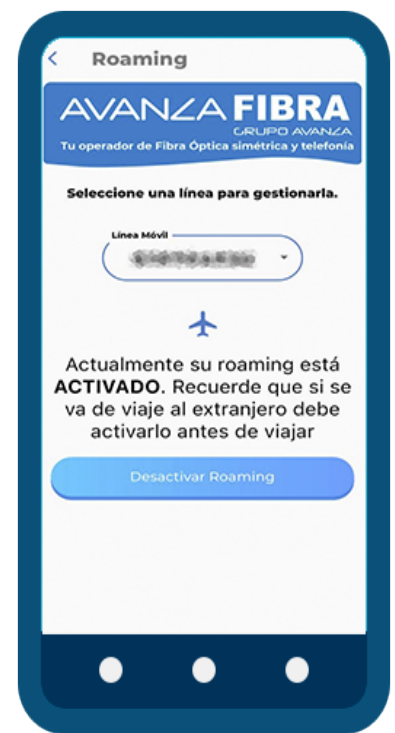 Roaming
AVANZA FIBRA
GRUPO AVANZA
Tu operador de Fibra Óptica simétrica y telefonía
Seleccione una línea para gestionarla.
Línea Móvil
Actualmente su roaming está
ACTIVADO. Recuerde que si se
va de viaje al extranjero debe
activarlo antes de viajar
Desactivar Roaming